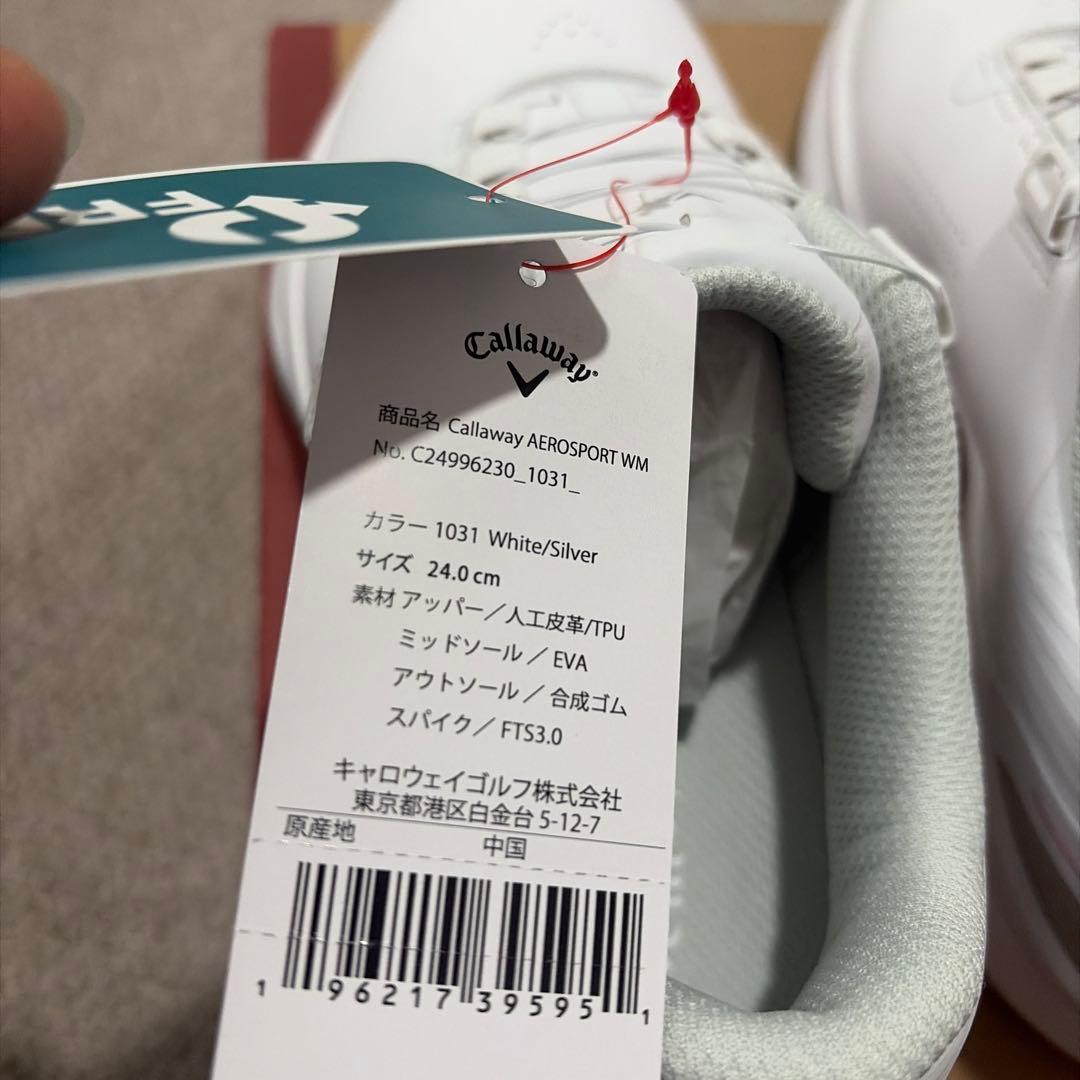 Callaway
商品名 Callaway AEROSPORT WM
No. C24996230_1031_
カラー 1031 White/Silver
サイズ 24.0 cm
素材 アッパー／人工皮革/TPU
ミッドソール／EVA
アウトソール／合成ゴム
スパイク／FTS3.0
キャロウェイゴルフ株式会社
東京都港区白金台 5-12-7
原産地 中国
1 96217 39595 1